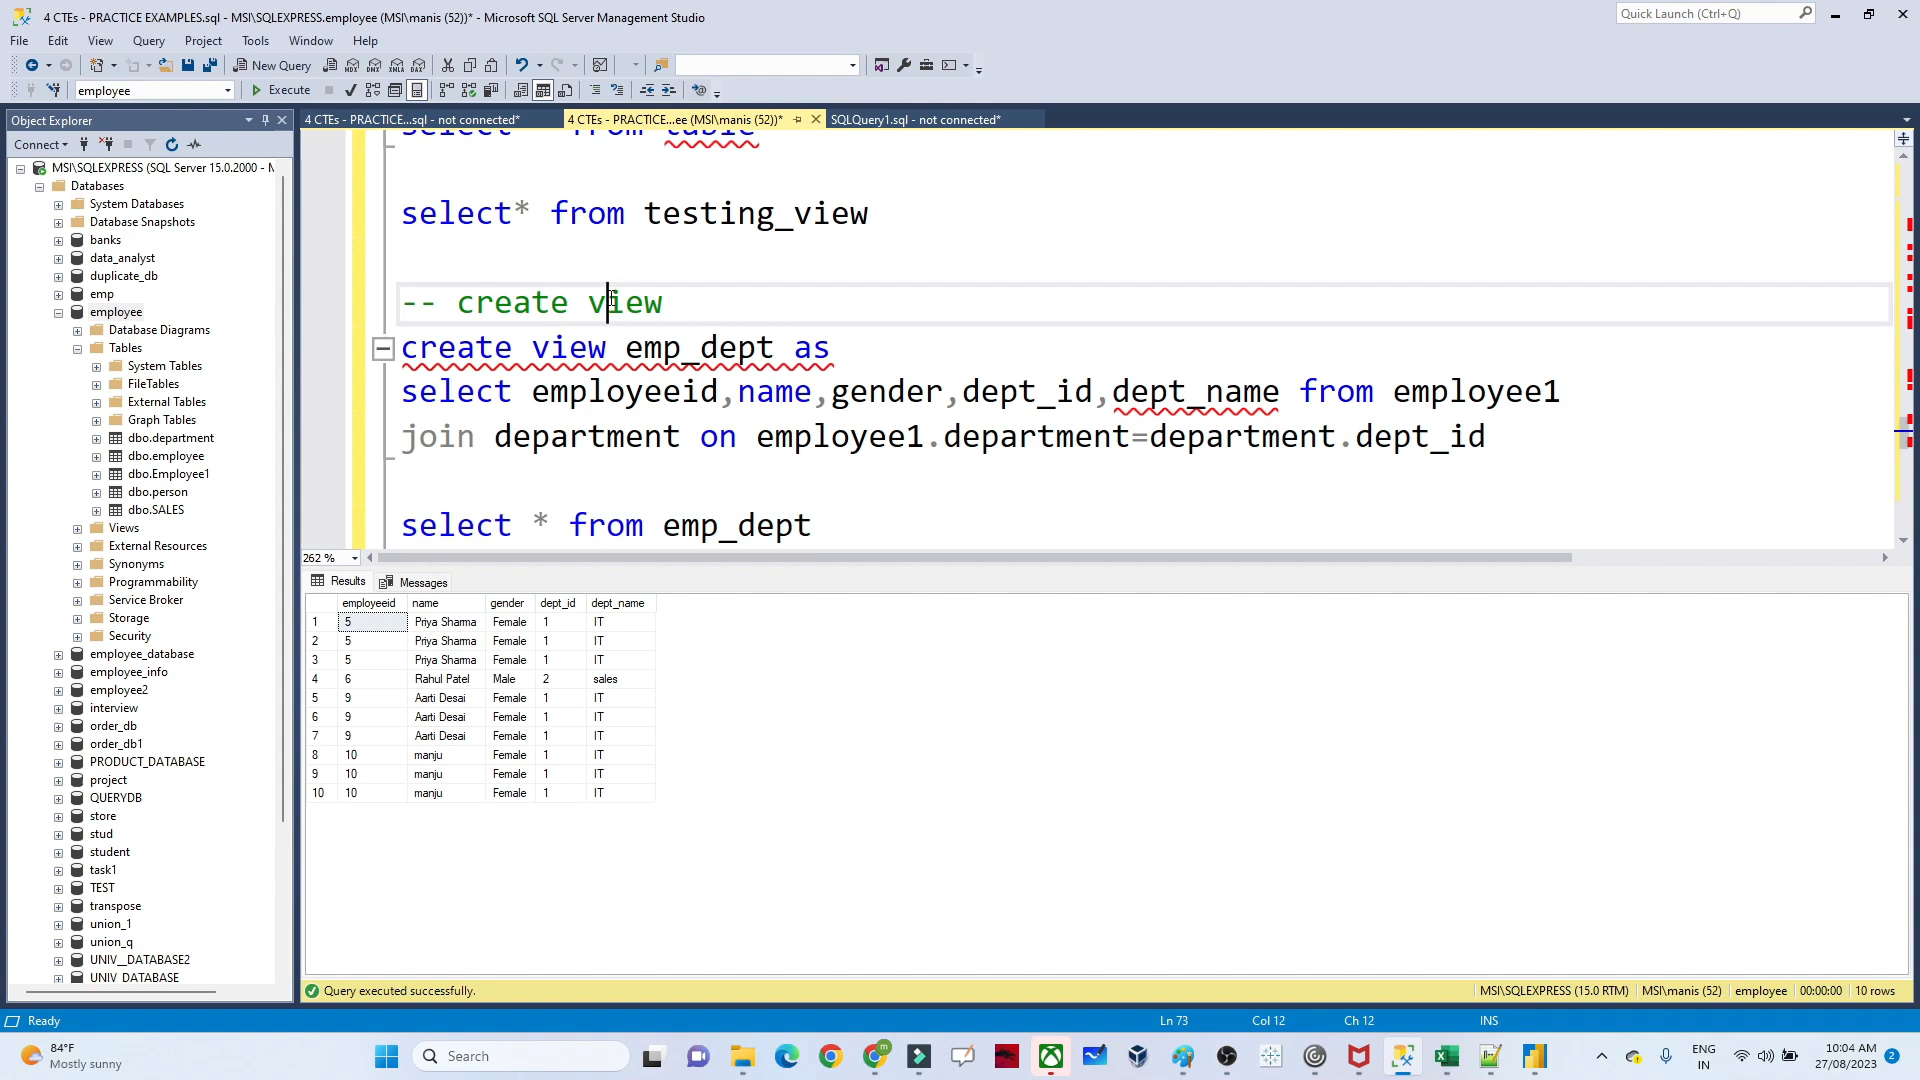 4 CTEs - PRACTICE EXAMPLES.sql - MSI\SQLEXPRESS.employee (MSI\manis (52))* - Microsoft SQL Server Management Studio
Quick Launch (Ctrl+Q)
File Edit View Query Project Tools Window Help
New Query
employee
Execute
Object Explorer
4 CTEs - PRACTICE...sql - not connected*
4 CTEs - PRACTICE...ee (MSI\manis (52))*
SQLQuery1.sql - not connected*
Connect
MSI\SQLEXPRESS (SQL Server 15.0.2000 - M
Databases
System Databases
Database Snapshots
banks
data_analyst
duplicate_db
emp
employee
Database Diagrams
Tables
System Tables
FileTables
External Tables
Graph Tables
dbo.department
dbo.employee
dbo.Employee1
dbo.person
dbo.SALES
Views
External Resources
Synonyms
Programmability
Service Broker
Storage
Security
employee_database
employee_info
employee2
interview
order_db
order_db1
PRODUCT_DATABASE
project
QUERYDB
store
stud
student
task1
TEST
transpose
union_1
union_q
UNIV__DATABASE2
UNIV_DATABASE
select * from table
select* from testing_view
-- create view
create view emp_dept as
select employeeid,name,gender,dept_id,dept_name from employee1
join department on employee1.department=department.dept_id
select * from emp_dept
262 %
Results Messages
employeeid name gender dept_id dept_name
1 5 Priya Sharma Female 1 IT
2 5 Priya Sharma Female 1 IT
3 5 Priya Sharma Female 1 IT
4 6 Rahul Patel Male 2 sales
5 9 Aarti Desai Female 1 IT
6 9 Aarti Desai Female 1 IT
7 9 Aarti Desai Female 1 IT
8 10 manju Female 1 IT
9 10 manju Female 1 IT
10 10 manju Female 1 IT
Query executed successfully.
MSI\SQLEXPRESS (15.0 RTM) MSI\manis (52) employee 00:00:00 10 rows
Ready
Ln 73 Col 12 Ch 12 INS
84°F
Mostly sunny
Search
ENG
IN
10:04 AM
27/08/2023
2